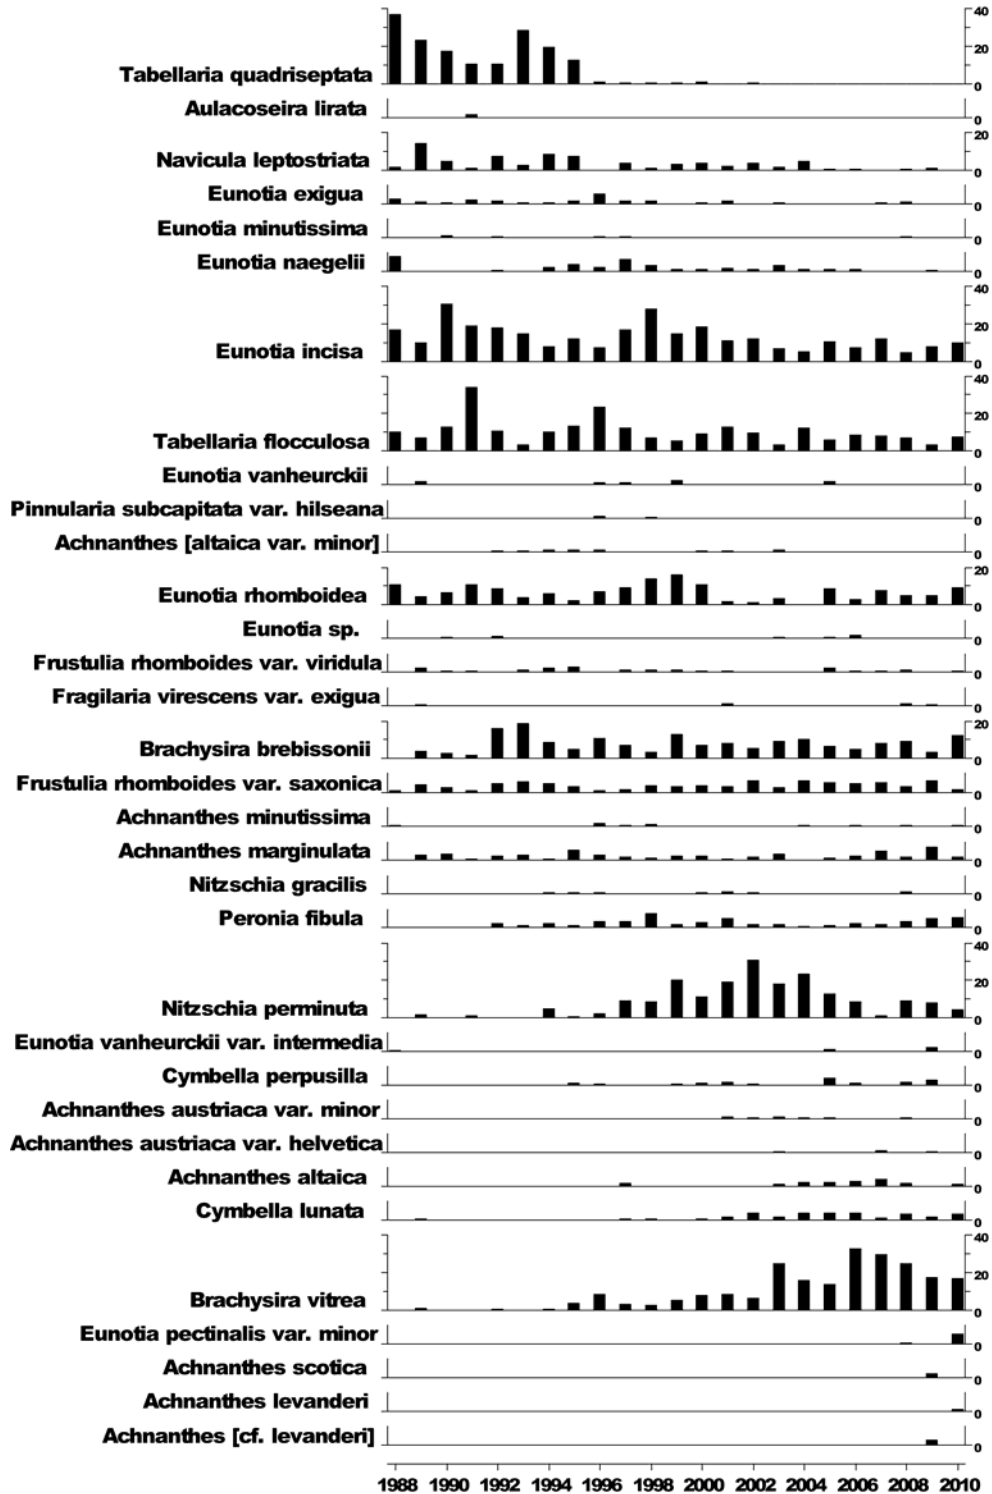 40
20
Tabellaria quadriseptata
0
Aulacoseira lirata
0
20
Navicula leptostriata
0
Eunotia exigua
0
Eunotia minutissima
0
Eunotia naegelii
0
40
20
Eunotia incisa
0
40
20
Tabellaria flocculosa
0
Eunotia vanheurckii
0
Pinnularia subcapitata var. hilseana
0
Achnanthes [altaica var. minor]
0
20
Eunotia rhomboidea
0
Eunotia sp.
0
Frustulia rhomboides var. viridula
0
Fragilaria virescens var. exigua
0
20
Brachysira brebissonii
0
Frustulia rhomboides var. saxonica
0
Achnanthes minutissima
0
Achnanthes marginulata
0
Nitzschia gracilis
0
Peronia fibula
0
40
20
Nitzschia perminuta
0
Eunotia vanheurckii var. intermedia
0
Cymbella perpusilla
0
Achnanthes austriaca var. minor
0
Achnanthes austriaca var. helvetica
0
Achnanthes altaica
0
Cymbella lunata
0
40
20
Brachysira vitrea
0
Eunotia pectinalis var. minor
0
Achnanthes scotica
0
Achnanthes levanderi
0
Achnanthes [cf. levanderi]
0
1988 1990 1992 1994 1996 1998 2000 2002 2004 2006 2008 2010